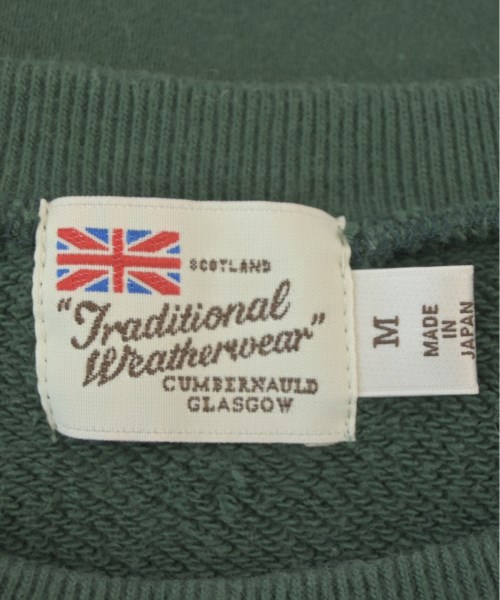 SCOTLAND
"Traditional
Weatherwear"
CUMBERNAULD
GLASGOW
M
MADE
IN
JAPAN